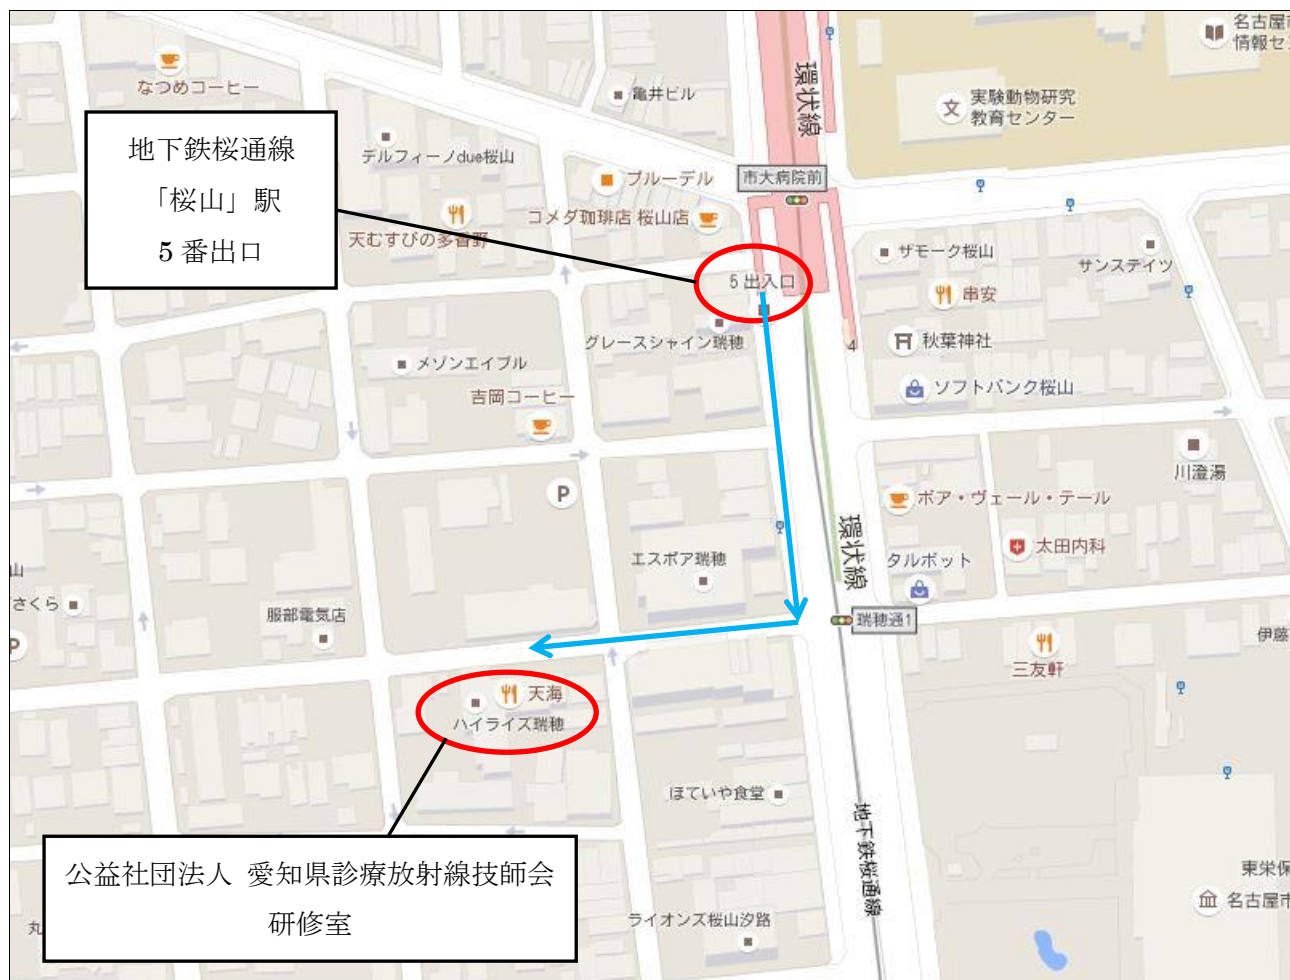 名古屋市
情報セン
なつめコーヒー
亀井ビル
環状線
実験動物研究
教育センター
地下鉄桜通線
「桜山」駅
5 番出口
デルフィーノdue桜山
ブルーデル
市大病院前
コメダ珈琲店 桜山店
天むすびの多香野
ザモーク桜山
サンステイツ
5 出入口
串安
グレースシャイン瑞穂
秋葉神社
4
メゾンエイブル
ソフトバンク桜山
吉岡コーヒー
川澄湯
P
ボア・ヴェール・テール
環状線
太田内科
エスポア瑞穂
タルボット
山
さくら
服部電気店
瑞穂通1
伊藤
P
三友軒
天海
ハイライズ瑞穂
ほていや食堂
地下鉄桜通線
公益社団法人 愛知県診療放射線技師会
研修室
東栄保
名古屋市
丸
ライオンズ桜山汐路